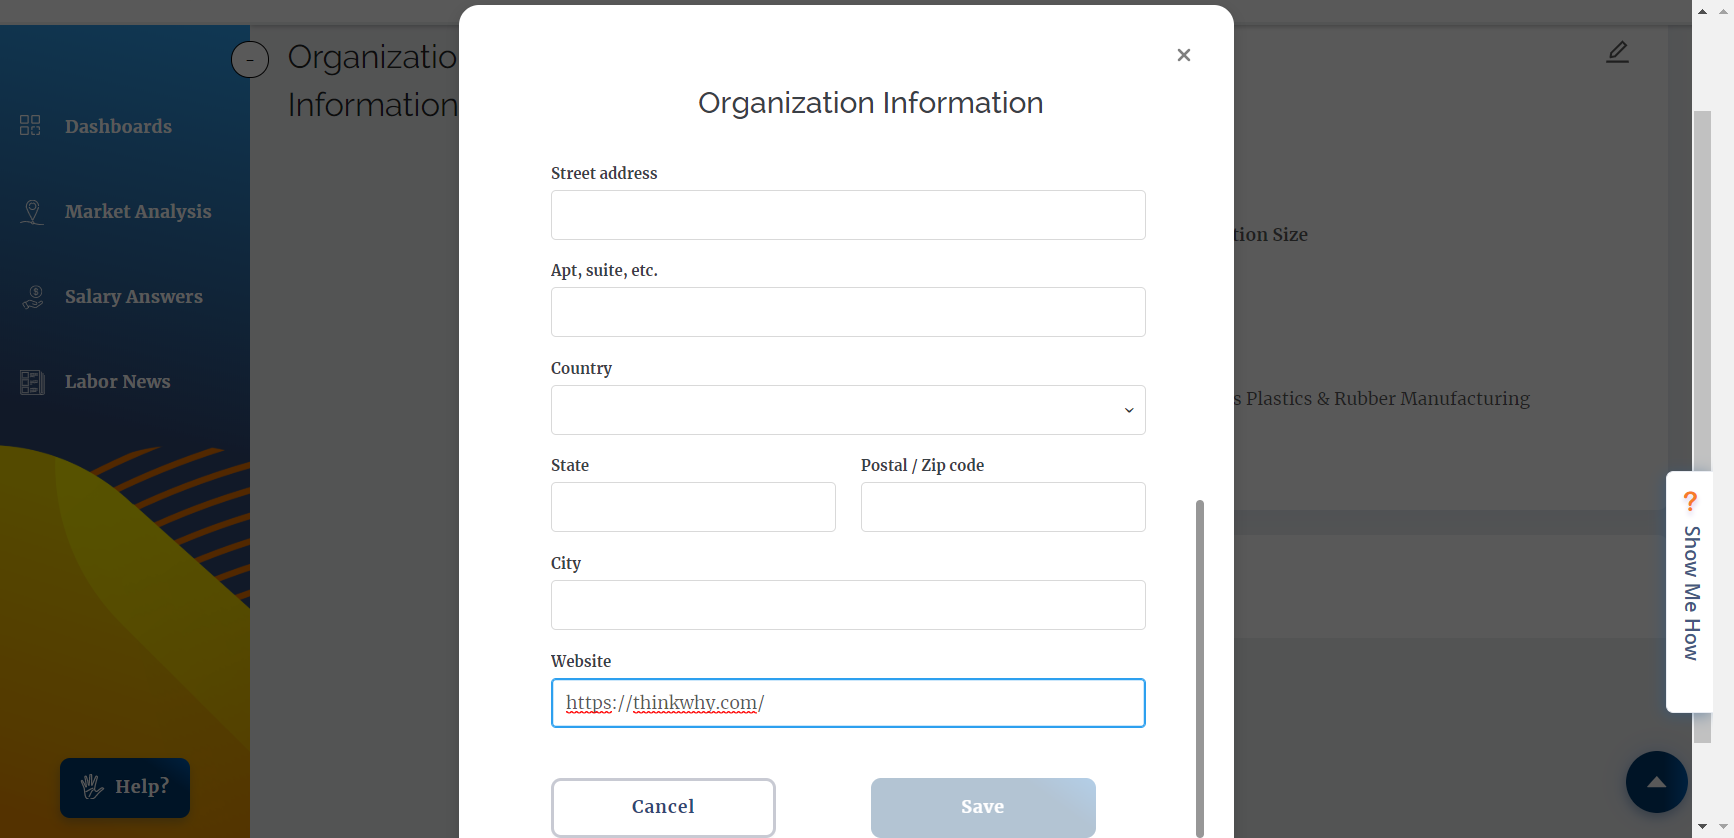 Organizatio
Information
-
Dashboards
Market Analysis
Salary Answers
Labor News
Help?
×
Organization Information
Street address
Apt, suite, etc.
Country
State
Postal / Zip code
City
Website
https://thinkwhy.com/
Cancel
Save
tion Size
s Plastics & Rubber Manufacturing
? Show Me How